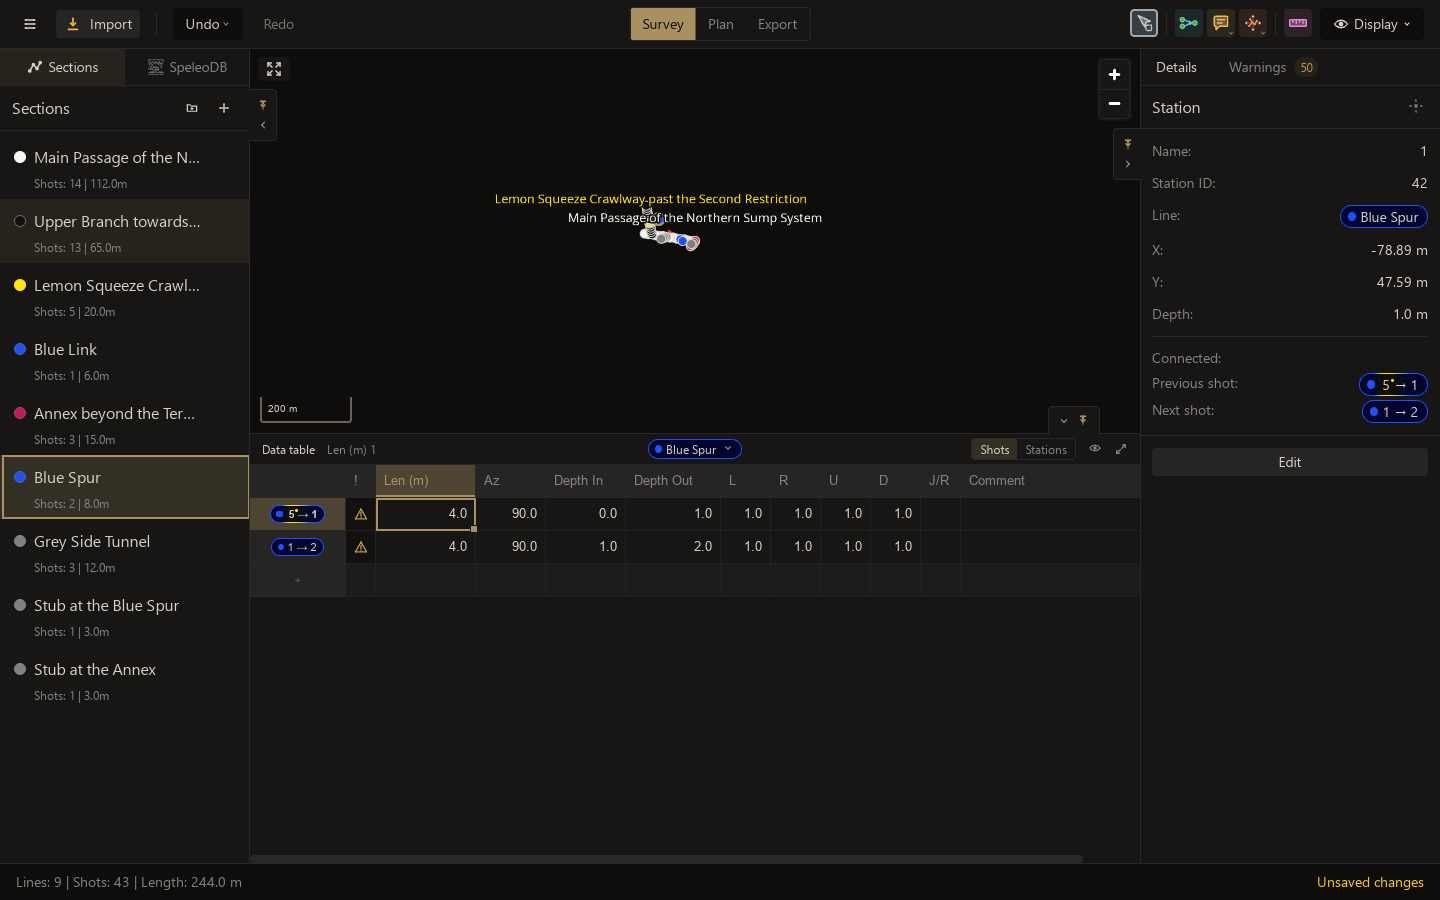 Import
Undo
Redo
Survey
Plan
Export
Display
Sections
SpeleoDB
Sections
Main Passage of the N...
Shots: 14 | 112.0m
Upper Branch towards...
Shots: 13 | 65.0m
Lemon Squeeze Crawl...
Shots: 5 | 20.0m
Blue Link
Shots: 1 | 6.0m
Annex beyond the Ter...
Shots: 3 | 15.0m
Blue Spur
Shots: 2 | 8.0m
Grey Side Tunnel
Shots: 3 | 12.0m
Stub at the Blue Spur
Shots: 1 | 3.0m
Stub at the Annex
Shots: 1 | 3.0m
Lemon Squeeze Crawlway past the Second Restriction
Main Passage of the Northern Sump System
200 m
Data table Len (m) 1
Blue Spur
Shots Stations
! Len (m) Az Depth In Depth Out L R U D J/R Comment
5 → 1 4.0 90.0 0.0 1.0 1.0 1.0 1.0 1.0
1 → 2 4.0 90.0 1.0 2.0 1.0 1.0 1.0 1.0
+
Details
Warnings 50
Station
Name: 1
Station ID: 42
Line: Blue Spur
X: -78.89 m
Y: 47.59 m
Depth: 1.0 m
Connected:
Previous shot: 5 → 1
Next shot: 1 → 2
Edit
Lines: 9 | Shots: 43 | Length: 244.0 m
Unsaved changes